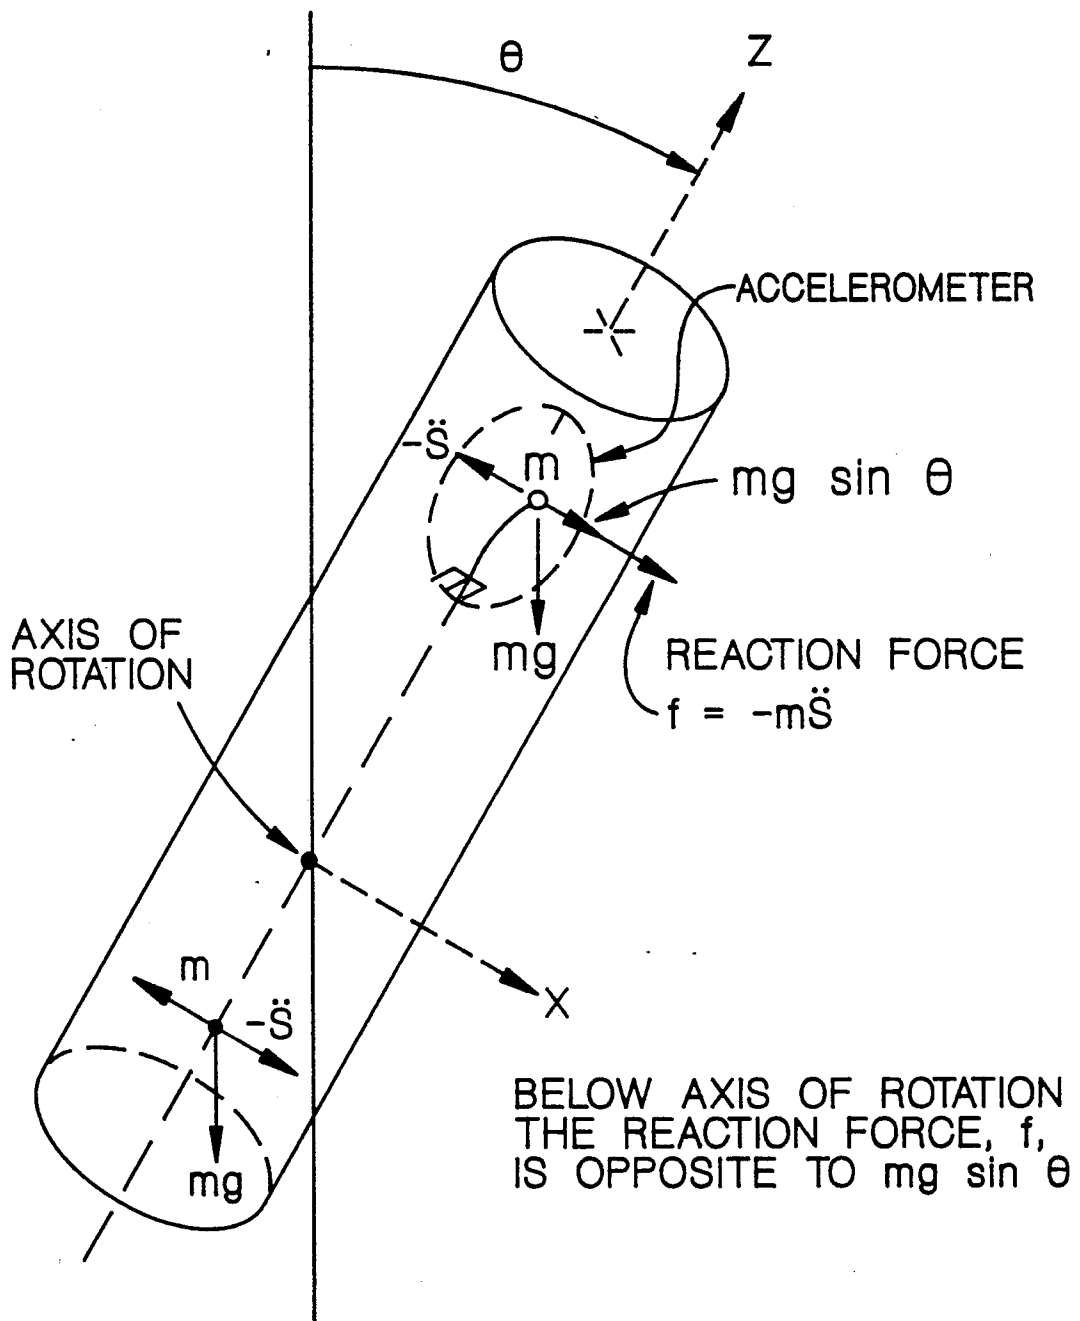 θ
Z
ACCELEROMETER
-S̈
m
mg sin θ
mg
AXIS OF
ROTATION
REACTION FORCE
f = -mS̈
m
-S̈
X
mg
BELOW AXIS OF ROTATION
THE REACTION FORCE, f,
IS OPPOSITE TO mg sin θ